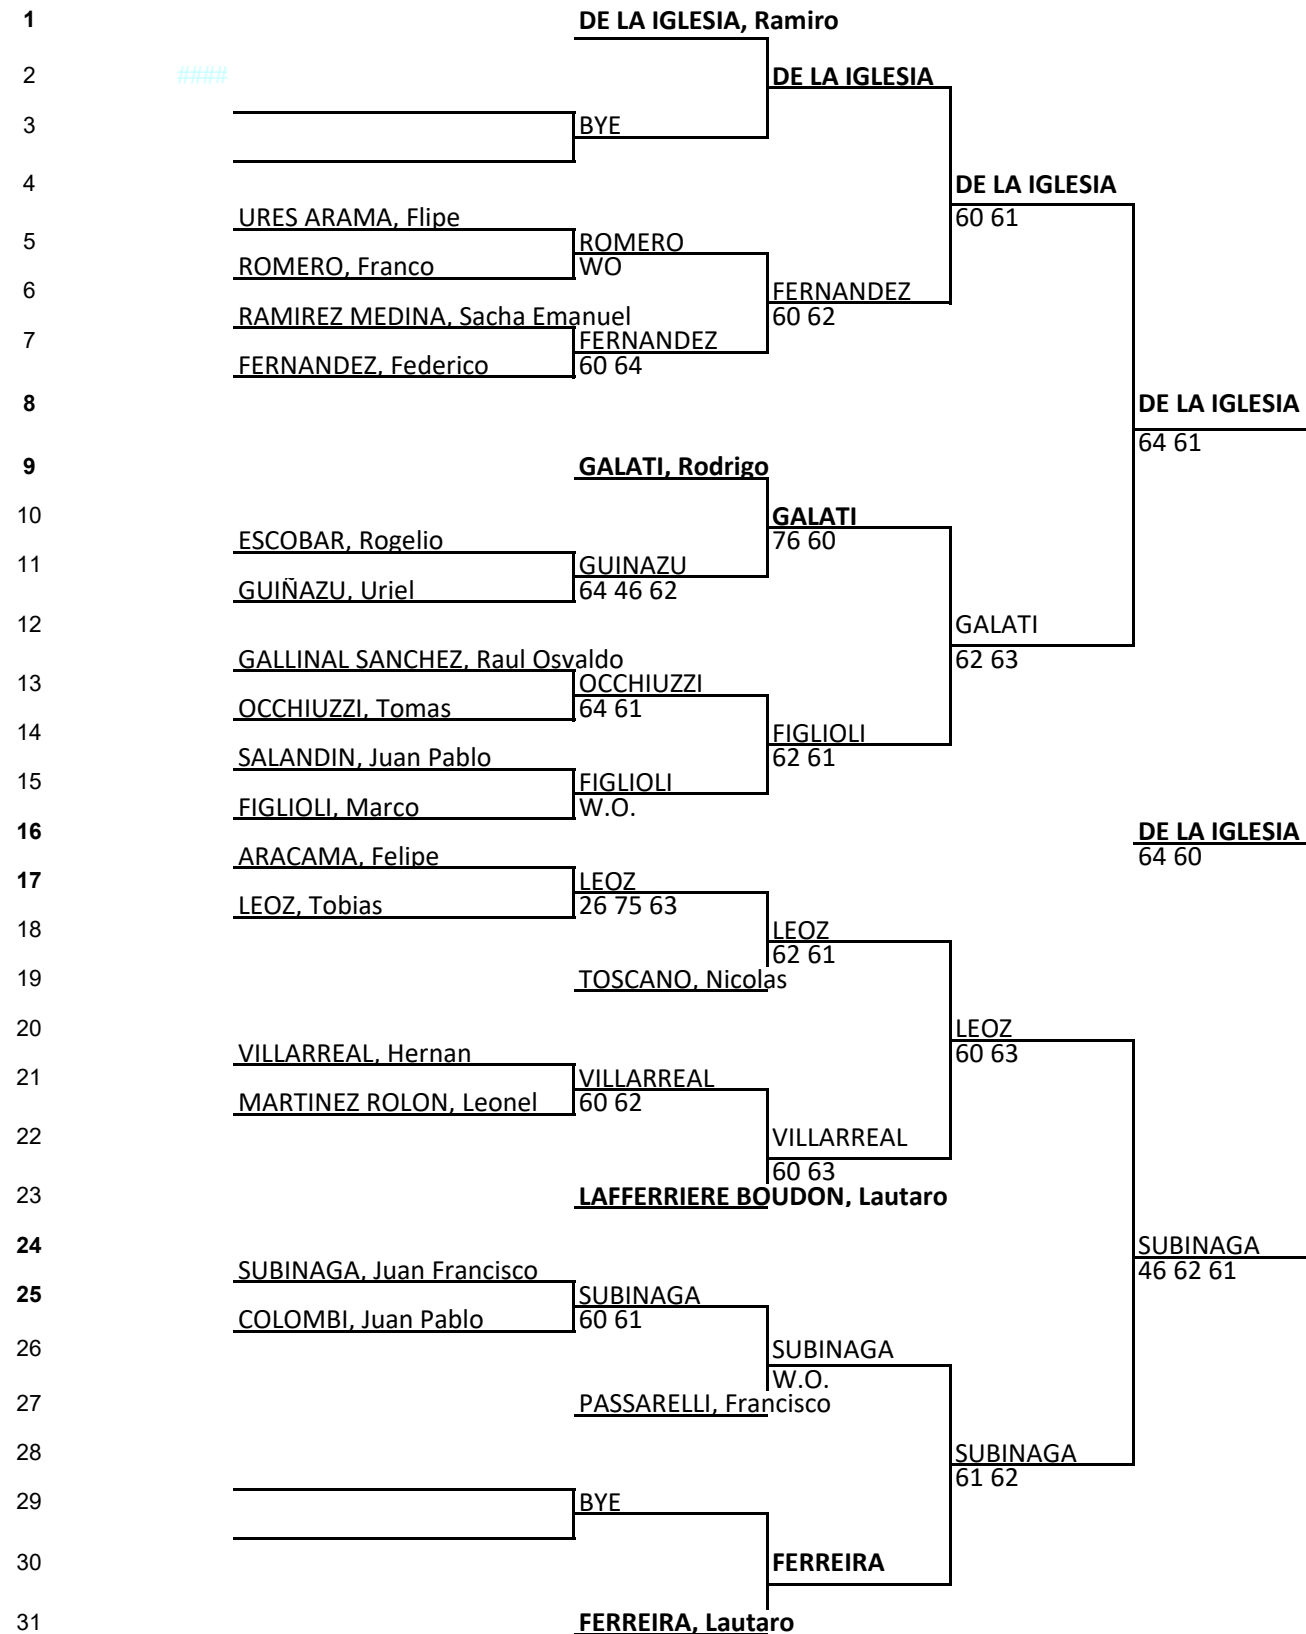 1 DE LA IGLESIA, Ramiro
2 #### DE LA IGLESIA
3 BYE
4 DE LA IGLESIA
URES ARAMA, Flipe 60 61
5 ROMERO
ROMERO, Franco WO
6 FERNANDEZ
RAMIREZ MEDINA, Sacha Emanuel 60 62
7 FERNANDEZ
FERNANDEZ, Federico 60 64
8 DE LA IGLESIA
64 61
9 GALATI, Rodrigo
10 GALATI
ESCOBAR, Rogelio 76 60
11 GUINAZU
GUIÑAZU, Uriel 64 46 62
12 GALATI
GALLINAL SANCHEZ, Raul Osvaldo 62 63
13 OCCHIUZZI
OCCHIUZZI, Tomas 64 61
14 FIGLIOLI
SALANDIN, Juan Pablo 62 61
15 FIGLIOLI
FIGLIOLI, Marco W.O.
16 DE LA IGLESIA
ARACAMA, Felipe 64 60
17 LEOZ
LEOZ, Tobias 26 75 63
18 LEOZ
62 61
19 TOSCANO, Nicolas
20 LEOZ
VILLARREAL, Hernan 60 63
21 VILLARREAL
MARTINEZ ROLON, Leonel 60 62
22 VILLARREAL
60 63
23 LAFFERRIERE BOUDON, Lautaro
24 SUBINAGA
SUBINAGA, Juan Francisco 46 62 61
25 SUBINAGA
COLOMBI, Juan Pablo 60 61
26 SUBINAGA
W.O.
27 PASSARELLI, Francisco
28 SUBINAGA
61 62
29 BYE
30 FERREIRA
31 FERREIRA, Lautaro